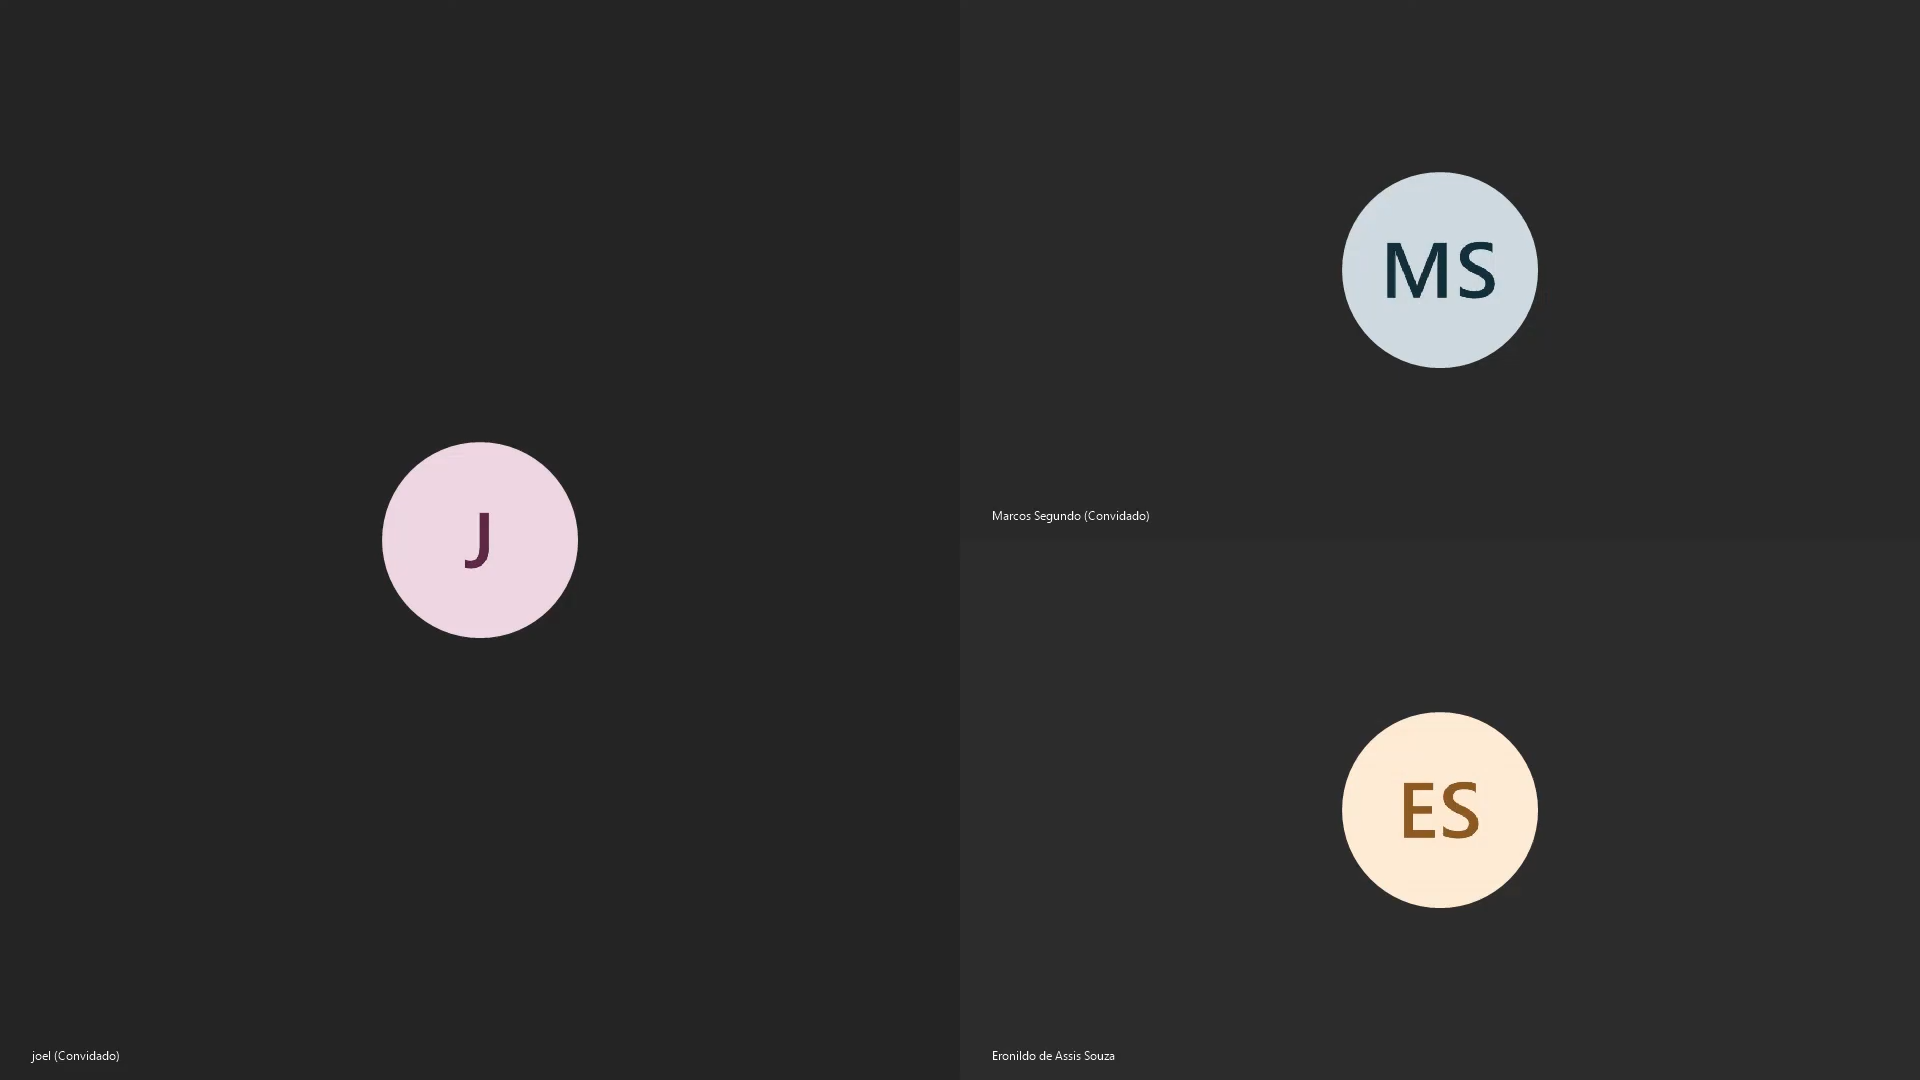 J
joel (Convidado)
MS
Marcos Segundo (Convidado)
ES
Eronildo de Assis Souza